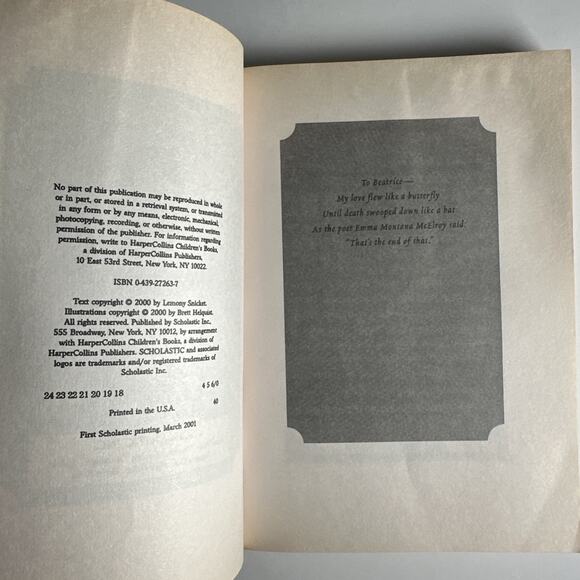 No part of this publication may be reproduced in whole
or in part, or stored in a retrieval system, or transmitted
in any form or by any means, electronic, mechanical,
photocopying, recording, or otherwise, without written
permission of the publisher. For information regarding
permission, write to HarperCollins Children's Books,
a division of HarperCollins Publishers,
10 East 53rd Street, New York, NY 10022.
ISBN 0-439-27263-7
Text copyright © 2000 by Lemony Snicket.
Illustrations copyright © 2000 by Brett Helquist.
All rights reserved. Published by Scholastic Inc.,
555 Broadway, New York, NY 10012, by arrangement
with HarperCollins Children's Books, a division of
HarperCollins Publishers. SCHOLASTIC and associated
logos are trademarks and/or registered trademarks of
Scholastic Inc.
24 23 22 21 20 19 18 4 5 6/0
Printed in the U.S.A. 40
First Scholastic printing, March 2001
To Beatrice—
My love flew like a butterfly
Until death swooped down like a bat
As the poet Emma Montana McElroy said:
"That's the end of that."